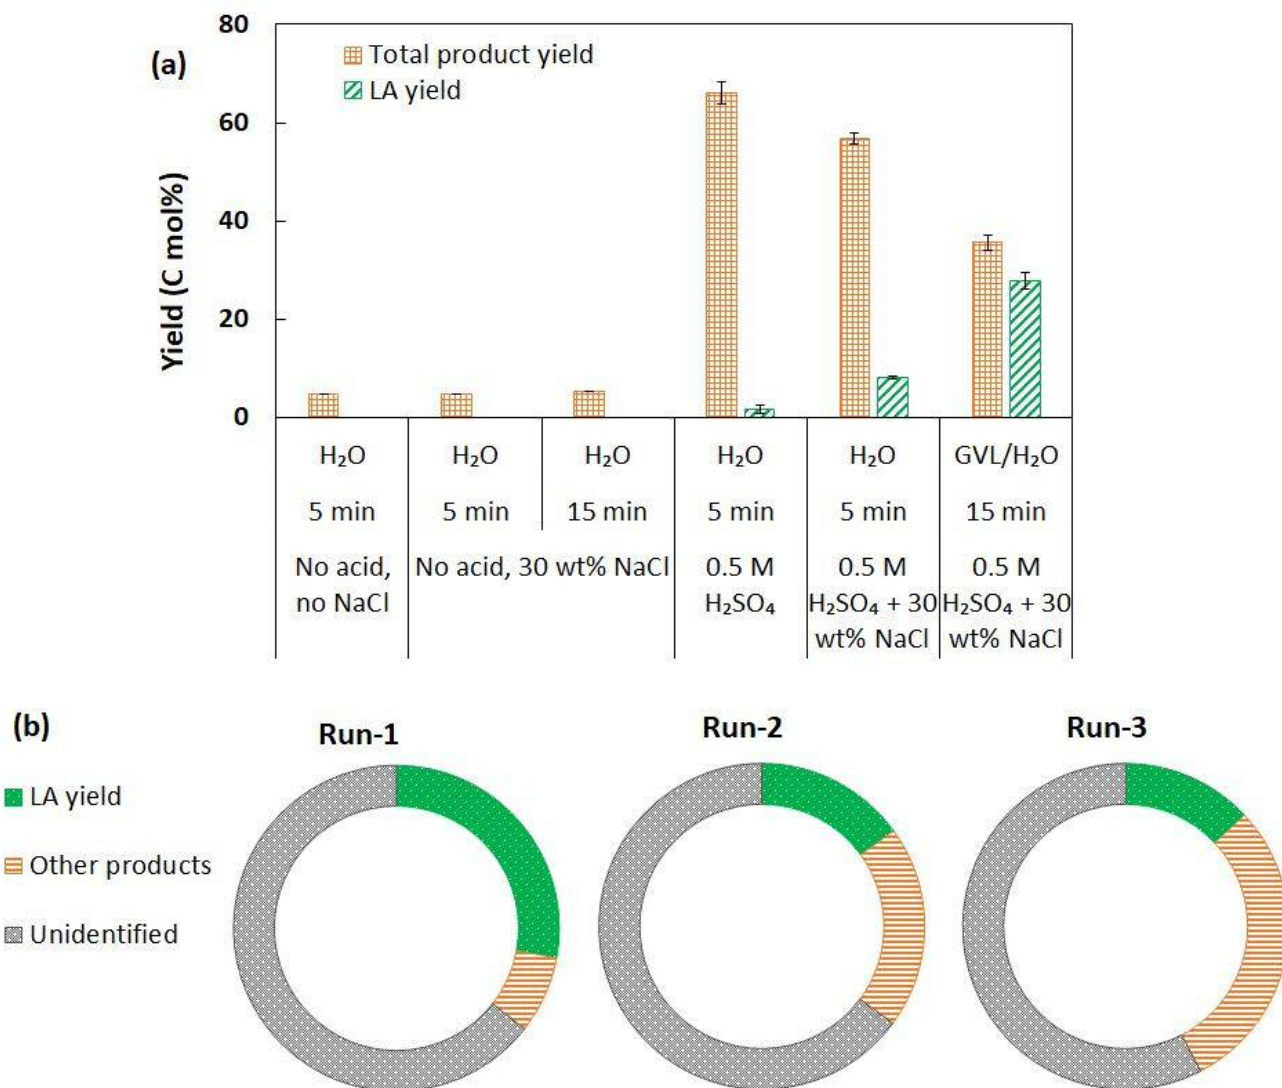 (a)
Total product yield
LA yield
Yield (C mol%)
80
60
40
20
0
H₂O H₂O H₂O H₂O H₂O GVL/H₂O
5 min 5 min 15 min 5 min 5 min 15 min
No acid, No acid, 30 wt% NaCl 0.5 M 0.5 M 0.5 M
no NaCl H₂SO₄ H₂SO₄ + 30 H₂SO₄ + 30
wt% NaCl wt% NaCl
(b)
Run-1 Run-2 Run-3
LA yield
Other products
Unidentified